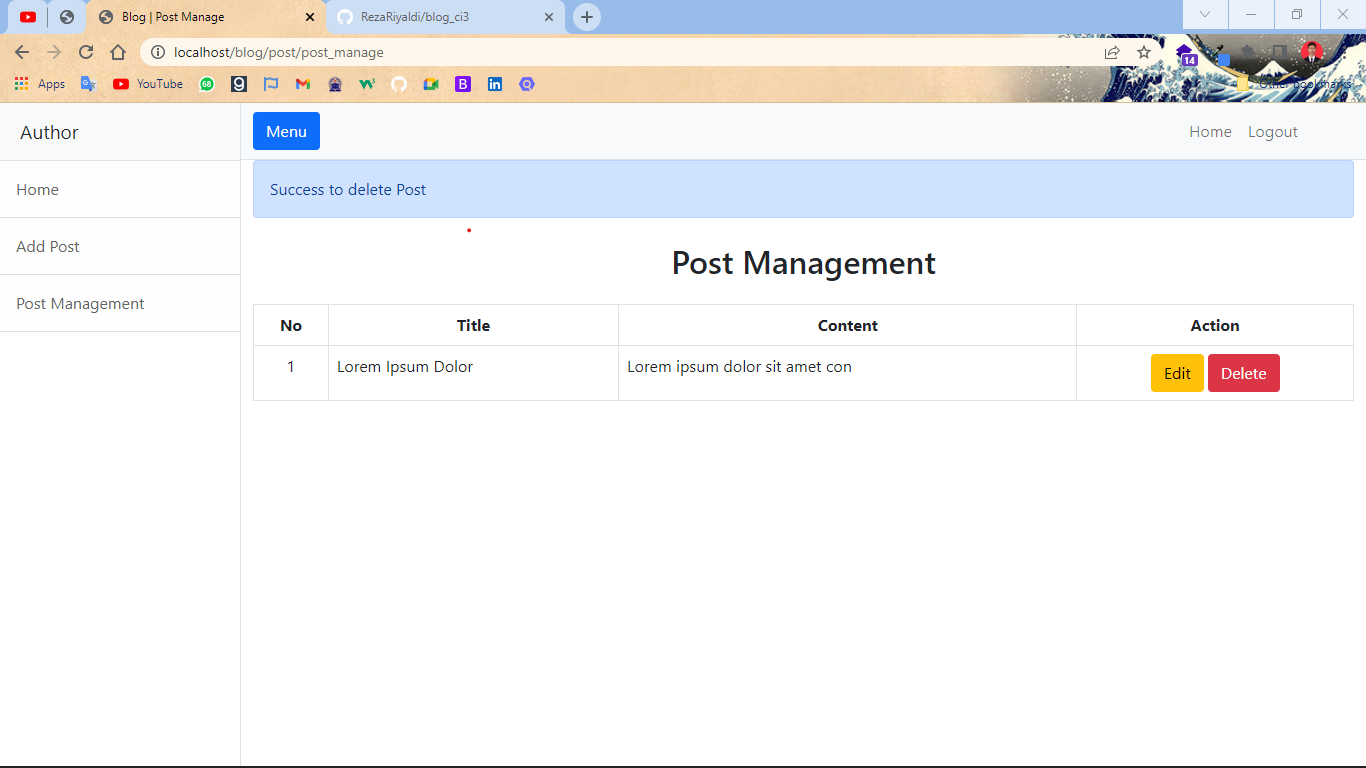 Blog | Post Manage
RezaRiyaldi/blog_ci3
localhost/blog/post/post_manage
14
Apps
YouTube
68
Other bookmarks
Author
Menu
Home
Logout
Home
Add Post
Post Management
Success to delete Post
Post Management
No Title Content Action
1 Lorem Ipsum Dolor Lorem ipsum dolor sit amet con Edit Delete